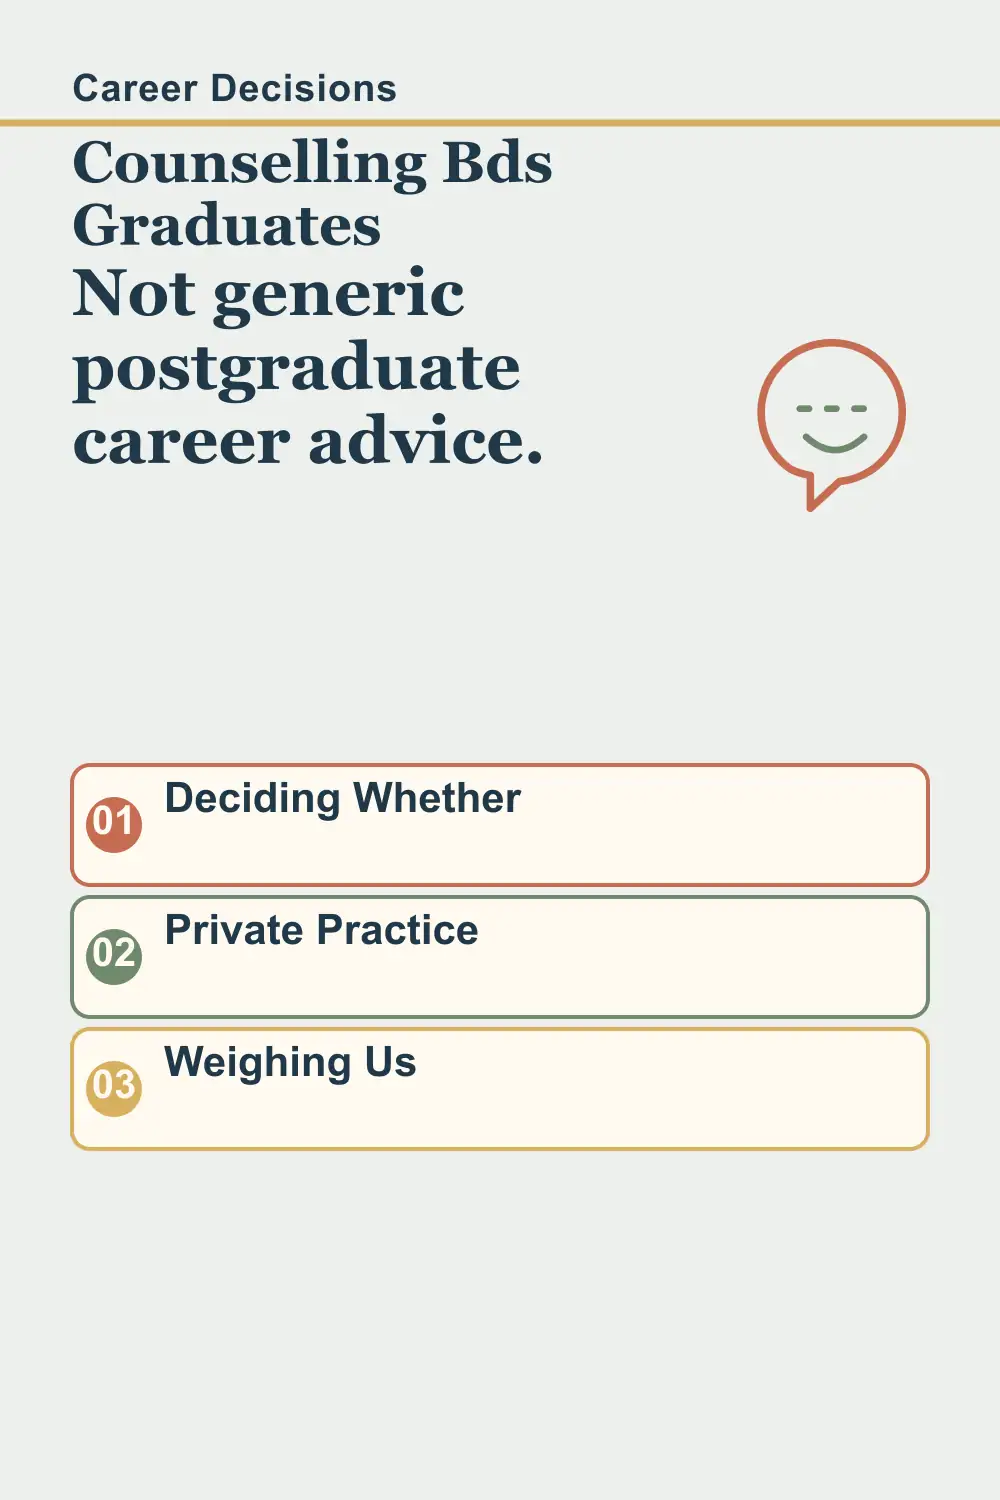 Career Decisions
Counselling Bds
Graduates
Not generic
postgraduate
career advice.
01
Deciding Whether
02
Private Practice
03
Weighing Us